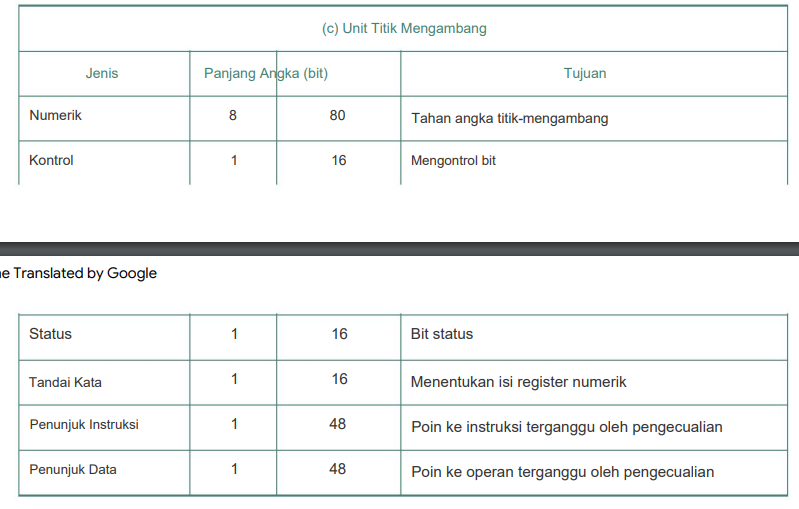 (c) Unit Titik Mengambang
Jenis Panjang Angka (bit) Tujuan
Numerik 8 80 Tahan angka titik-mengambang
Kontrol 1 16 Mengontrol bit
Translated by Google
Status 1 16 Bit status
Tandai Kata 1 16 Menentukan isi register numerik
Penunjuk Instruksi 1 48 Poin ke instruksi terganggu oleh pengecualian
Penunjuk Data 1 48 Poin ke operan terganggu oleh pengecualian